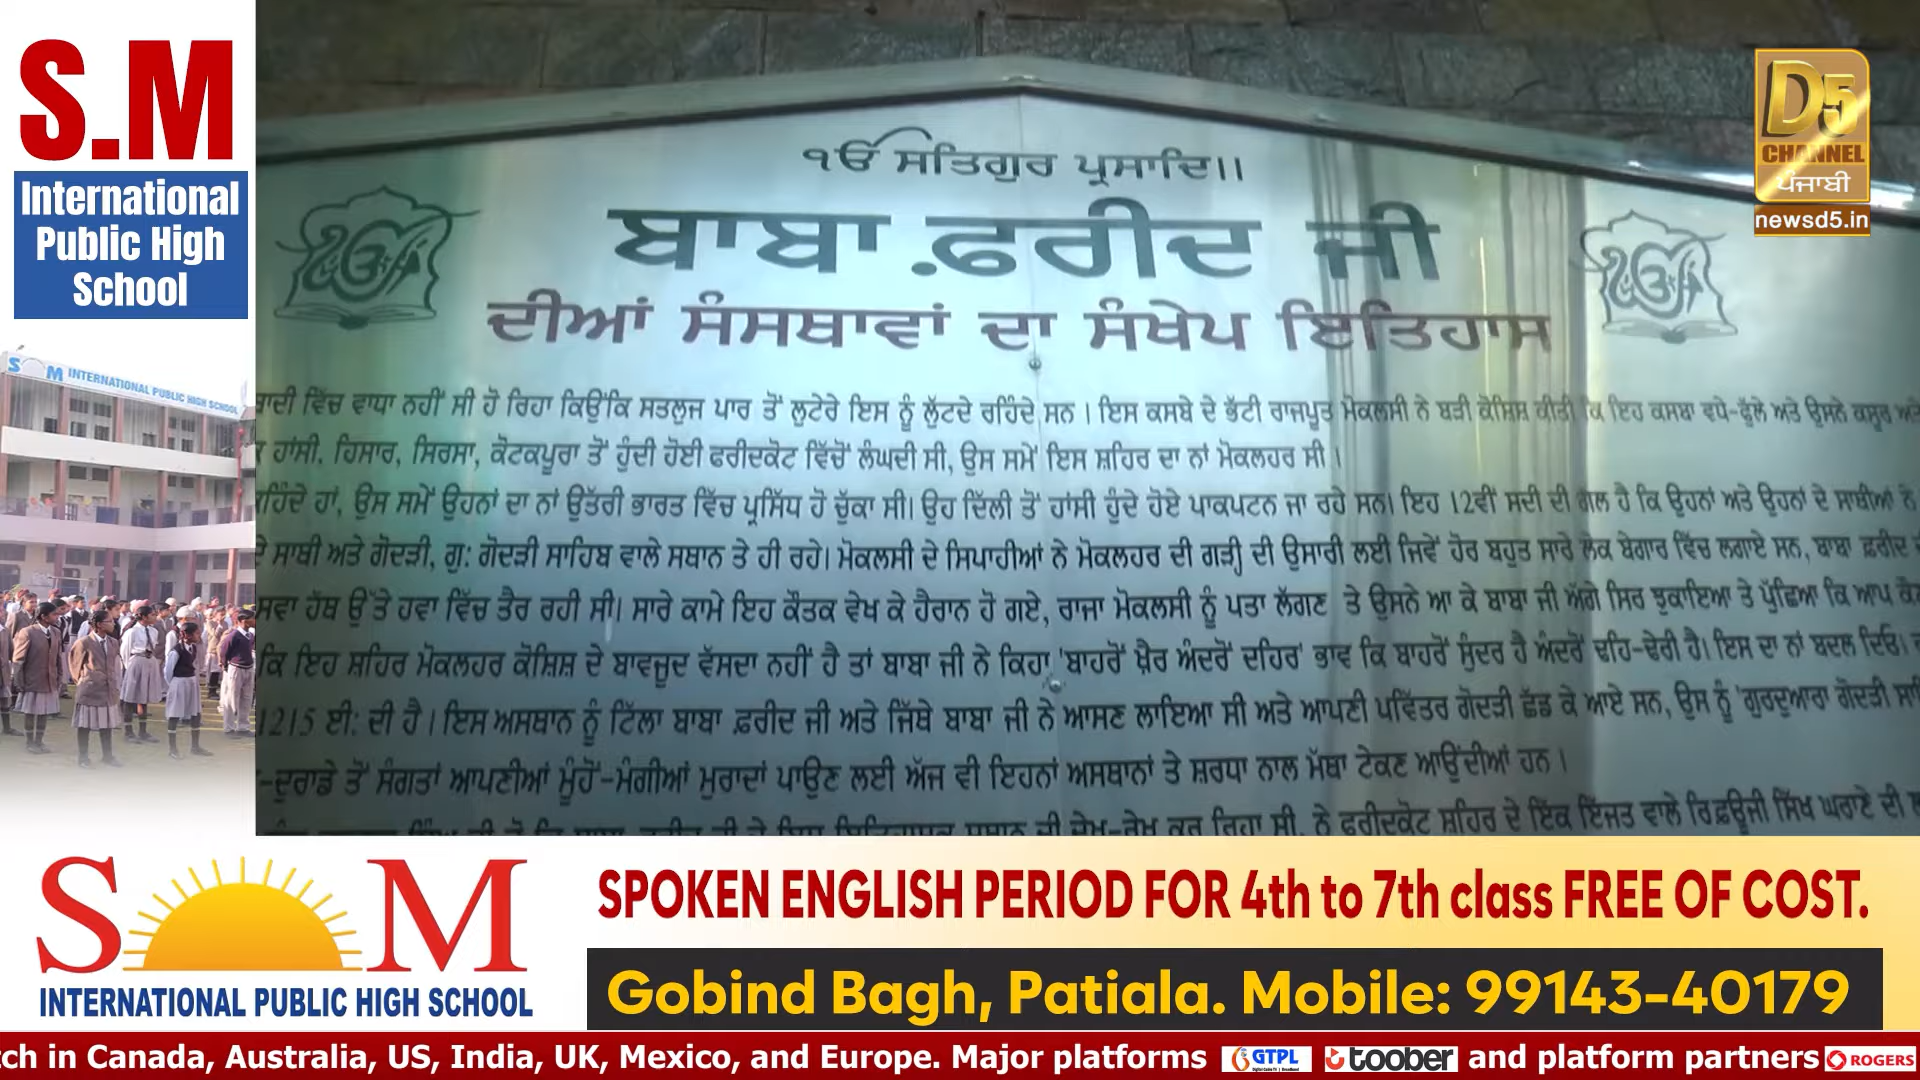 S.M
International
Public High
School
S M INTERNATIONAL PUBLIC HIGH SCHOOL
D5
CHANNEL
ਪੰਜਾਬੀ
newsd5.in
ੴ ਸਤਿਗੁਰ ਪ੍ਰਸਾਦਿ।।
ਬਾਬਾ ਫ਼ਰੀਦ ਜੀ
ਦੀਆਂ ਸੰਸਥਾਵਾਂ ਦਾ ਸੰਖੇਪ ਇਤਿਹਾਸ
ਵਿੱਚ ਵਾਧਾ ਨਹੀਂ ਸੀ ਹੋ ਰਿਹਾ ਕਿਉਂਕਿ ਸਤਲੁਜ ਪਾਰ ਤੋਂ ਲੁਟੇਰੇ ਇਸ ਨੂੰ ਲੁੱਟਦੇ ਰਹਿੰਦੇ ਸਨ । ਇਸ ਕਸਬੇ ਦੇ ਭੱਟੀ ਰਾਜਪੂਤ ਮੋਕਲਸੀ ਨੇ ਬੜੀ ਕੋਸ਼ਿਸ਼ ਕੀਤੀ ਕਿ ਇਹ ਕਸਬਾ ਵਧੇ-ਫੁੱਲੇ ਅਤੇ ਉਸਨੇ ਕਸੂਰ ਅਤੇ
ਹਾਂਸੀ, ਹਿਸਾਰ, ਸਿਰਸਾ, ਕੋਟਕਪੂਰਾ ਤੋਂ ਹੁੰਦੀ ਹੋਈ ਫਰੀਦਕੋਟ ਵਿੱਚੋਂ ਲੰਘਦੀ ਸੀ, ਉਸ ਸਮੇਂ ਇਸ ਸ਼ਹਿਰ ਦਾ ਨਾਂ ਮੋਕਲਹਰ ਸੀ ।
ਕਹਿੰਦੇ ਹਾਂ, ਉਸ ਸਮੇਂ ਉਹਨਾਂ ਦਾ ਨਾਂ ਉੱਤਰੀ ਭਾਰਤ ਵਿੱਚ ਪ੍ਰਸਿੱਧ ਹੋ ਚੁੱਕਾ ਸੀ। ਉਹ ਦਿੱਲੀ ਤੋਂ ਹਾਂਸੀ ਹੁੰਦੇ ਹੋਏ ਪਾਕਪਟਨ ਜਾ ਰਹੇ ਸਨ। ਇਹ 12ਵੀਂ ਸਦੀ ਦੀ ਗੱਲ ਹੈ ਕਿ ਉਹਨਾਂ ਅਤੇ ਉਹਨਾਂ ਦੇ ਸਾਥੀਆਂ ਨੇ
ਦੇ ਸਾਥੀ ਅਤੇ ਗੋਦੜੀ, ਗੁ: ਗੋਦੜੀ ਸਾਹਿਬ ਵਾਲੇ ਸਥਾਨ ਤੇ ਹੀ ਰਹੇ। ਮੋਕਲਸੀ ਦੇ ਸਿਪਾਹੀਆਂ ਨੇ ਮੋਕਲਹਰ ਦੀ ਗੜ੍ਹੀ ਦੀ ਉਸਾਰੀ ਲਈ ਜਿਵੇਂ ਹੋਰ ਬਹੁਤ ਸਾਰੇ ਲੋਕ ਬੇਗਾਰ ਵਿੱਚ ਲਗਾਏ ਸਨ, ਬਾਬਾ ਫ਼ਰੀਦ
ਸਵਾ ਹੱਥ ਉੱਤੇ ਹਵਾ ਵਿੱਚ ਤੈਰ ਰਹੀ ਸੀ। ਸਾਰੇ ਕਾਮੇ ਇਹ ਕੌਤਕ ਵੇਖ ਕੇ ਹੈਰਾਨ ਹੋ ਗਏ, ਰਾਜਾ ਮੋਕਲਸੀ ਨੂੰ ਪਤਾ ਲੱਗਣ ਤੇ ਉਸਨੇ ਆ ਕੇ ਬਾਬਾ ਜੀ ਅੱਗੇ ਸਿਰ ਝੁਕਾਇਆ ਤੇ ਪੁੱਛਿਆ ਕਿ ਆਪ
ਕਿ ਇਹ ਸ਼ਹਿਰ ਮੋਕਲਹਰ ਕੋਸ਼ਿਸ਼ ਦੇ ਬਾਵਜੂਦ ਵੱਸਦਾ ਨਹੀਂ ਹੈ ਤਾਂ ਬਾਬਾ ਜੀ ਨੇ ਕਿਹਾ 'ਬਾਹਰੋਂ ਖ਼ੈਰ ਅੰਦਰੋਂ ਦਹਿਰ' ਭਾਵ ਕਿ ਬਾਹਰੋਂ ਸੁੰਦਰ ਹੈ ਅੰਦਰੋਂ ਢਹਿ-ਢੇਰੀ ਹੈ। ਇਸ ਦਾ ਨਾਂ ਬਦਲ ਦਿਓ।
1215 ਈ: ਦੀ ਹੈ । ਇਸ ਅਸਥਾਨ ਨੂੰ ਟਿੱਲਾ ਬਾਬਾ ਫ਼ਰੀਦ ਜੀ ਅਤੇ ਜਿੱਥੇ ਬਾਬਾ ਜੀ ਨੇ ਆਸਣ ਲਾਇਆ ਸੀ ਅਤੇ ਆਪਣੀ ਪਵਿੱਤਰ ਗੋਦੜੀ ਛੱਡ ਕੇ ਆਏ ਸਨ, ਉਸ ਨੂੰ 'ਗੁਰਦੁਆਰਾ ਗੋਦੜੀ
-ਦੁਰਾਡੇ ਤੋਂ ਸੰਗਤਾਂ ਆਪਣੀਆਂ ਮੂੰਹੋਂ-ਮੰਗੀਆਂ ਮੁਰਾਦਾਂ ਪਾਉਣ ਲਈ ਅੱਜ ਵੀ ਇਹਨਾਂ ਅਸਥਾਨਾਂ ਤੇ ਸ਼ਰਧਾ ਨਾਲ ਮੱਥਾ ਟੇਕਣ ਆਉਂਦੀਆਂ ਹਨ ।
ਦੇਖ-ਰੇਖ ਕਰ ਰਿਹਾ ਸੀ, ਨੇ ਫਰੀਦਕੋਟ ਸ਼ਹਿਰ ਦੇ ਇੱਕ ਇੱਜਤ ਵਾਲੇ ਰਿਫ਼ਊਜੀ ਸਿੱਖ ਘਰਾਣੇ ਦੀ
S M
INTERNATIONAL PUBLIC HIGH SCHOOL
SPOKEN ENGLISH PERIOD FOR 4th to 7th class FREE OF COST.
Gobind Bagh, Patiala. Mobile: 99143-40179
tch in Canada, Australia, US, India, UK, Mexico, and Europe. Major platforms GTPL toober and platform partners ROGERS